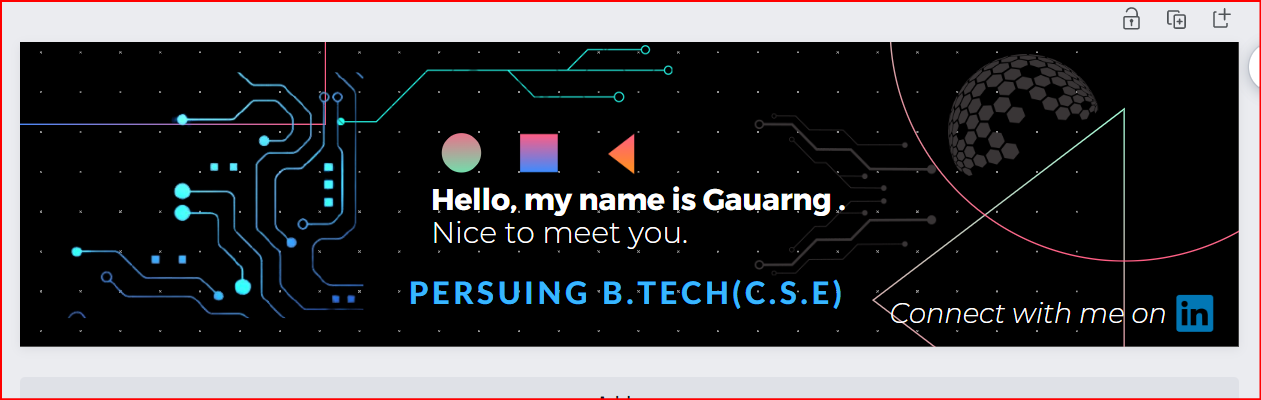 Hello, my name is Gauarng .
Nice to meet you.
PERSUING B.TECH(C.S.E)
Connect with me on in